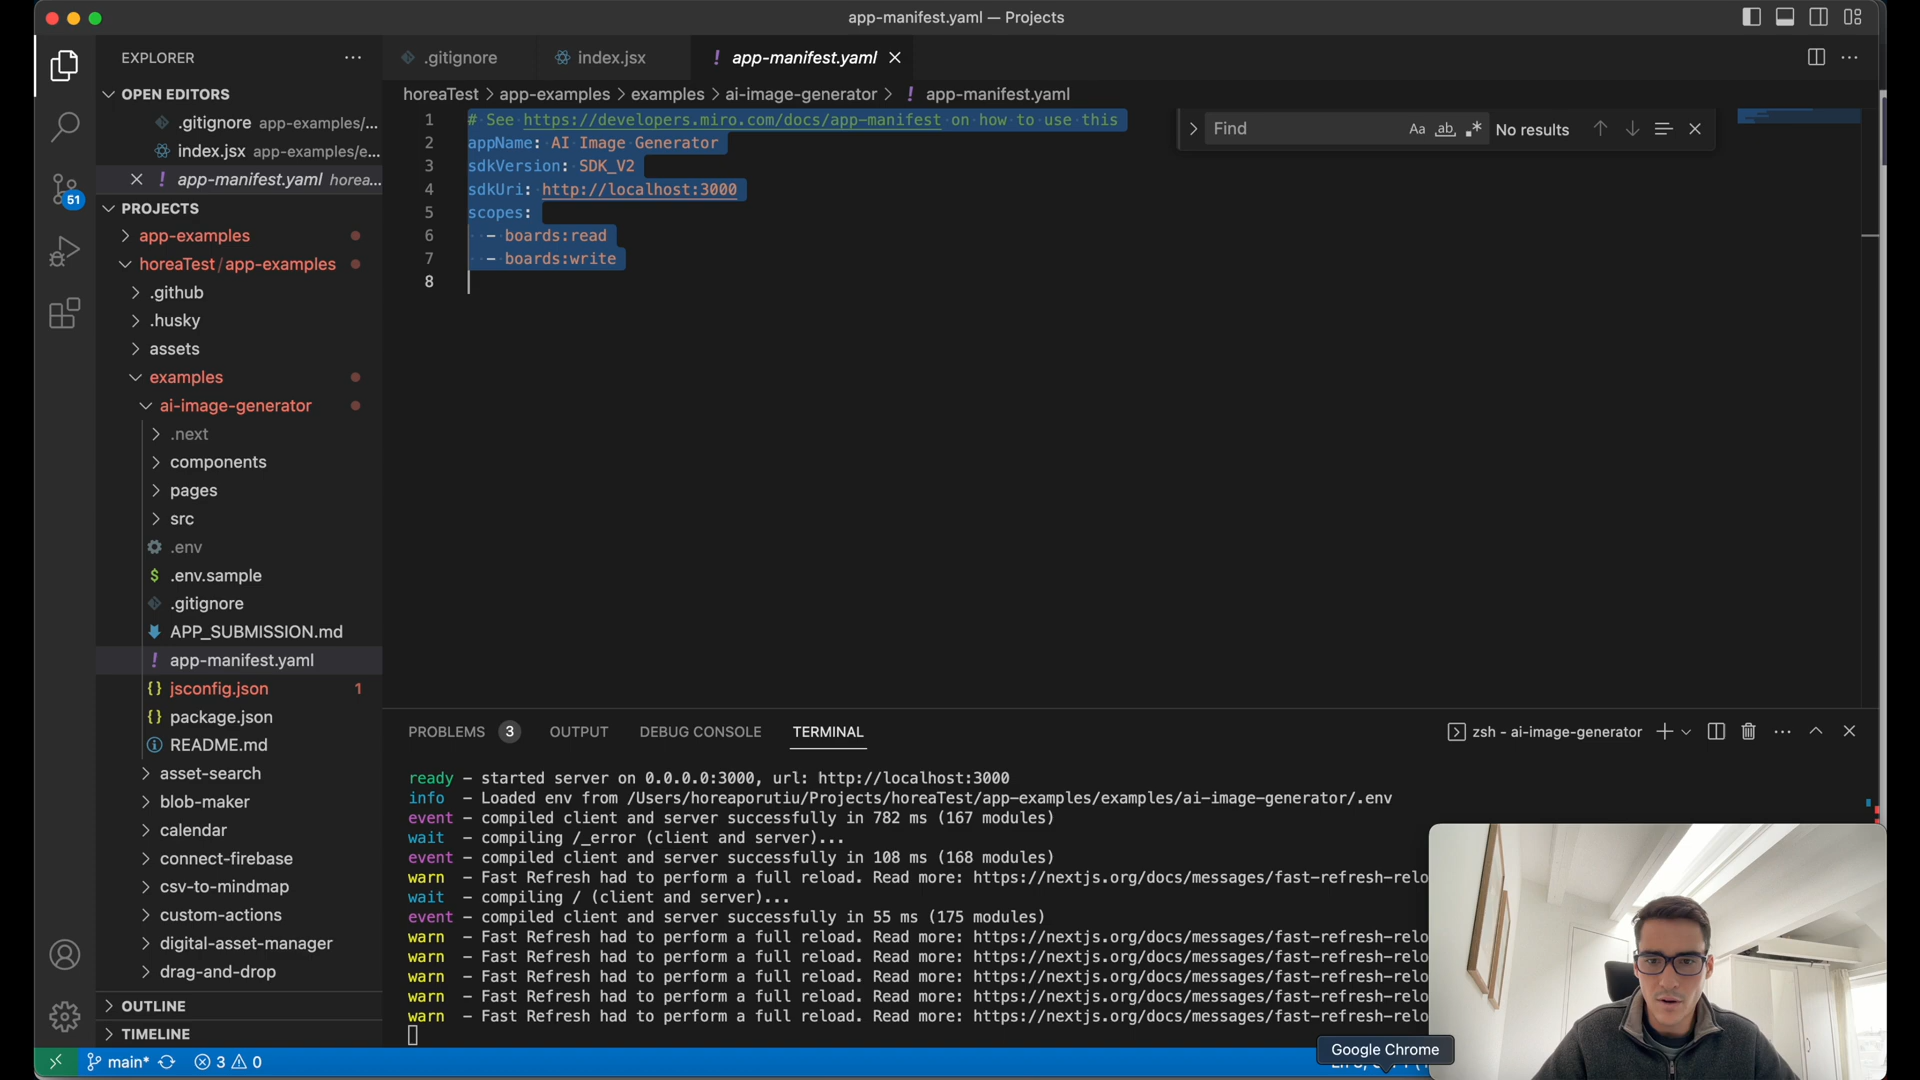 app-manifest.yaml — Projects
EXPLORER
.gitignore
index.jsx
! app-manifest.yaml
OPEN EDITORS
horeaTest > app-examples > examples > ai-image-generator > ! app-manifest.yaml
.gitignore app-examples/...
index.jsx app-examples/e...
! app-manifest.yaml horea...
51
PROJECTS
app-examples
horeaTest / app-examples
.github
.husky
assets
examples
ai-image-generator
.next
components
pages
src
.env
$ .env.sample
.gitignore
APP_SUBMISSION.md
! app-manifest.yaml
{} jsconfig.json 1
{} package.json
README.md
asset-search
blob-maker
calendar
connect-firebase
csv-to-mindmap
custom-actions
digital-asset-manager
drag-and-drop
OUTLINE
TIMELINE
1 # See https://developers.miro.com/docs/app-manifest on how to use this
2 appName: AI Image Generator
3 sdkVersion: SDK_V2
4 sdkUri: http://localhost:3000
5 scopes:
6 - boards:read
7 - boards:write
8
Find Aa ab .* No results
PROBLEMS 3 OUTPUT DEBUG CONSOLE TERMINAL
zsh - ai-image-generator
ready - started server on 0.0.0.0:3000, url: http://localhost:3000
info - Loaded env from /Users/horeaporutiu/Projects/horeaTest/app-examples/examples/ai-image-generator/.env
event - compiled client and server successfully in 782 ms (167 modules)
wait - compiling /_error (client and server)...
event - compiled client and server successfully in 108 ms (168 modules)
warn - Fast Refresh had to perform a full reload. Read more: https://nextjs.org/docs/messages/fast-refresh-relo
wait - compiling / (client and server)...
event - compiled client and server successfully in 55 ms (175 modules)
warn - Fast Refresh had to perform a full reload. Read more: https://nextjs.org/docs/messages/fast-refresh-relo
warn - Fast Refresh had to perform a full reload. Read more: https://nextjs.org/docs/messages/fast-refresh-relo
warn - Fast Refresh had to perform a full reload. Read more: https://nextjs.org/docs/messages/fast-refresh-relo
warn - Fast Refresh had to perform a full reload. Read more: https://nextjs.org/docs/messages/fast-refresh-relo
warn - Fast Refresh had to perform a full reload. Read more: https://nextjs.org/docs/messages/fast-refresh-relo
Google Chrome
main* 3 0